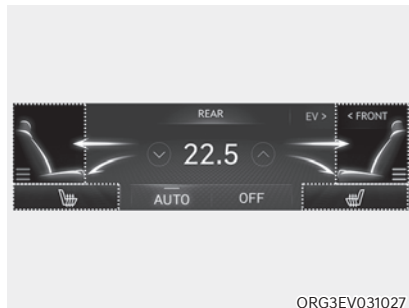 REAR
EV > < FRONT
22.5
AUTO OFF
ORG3EV031027